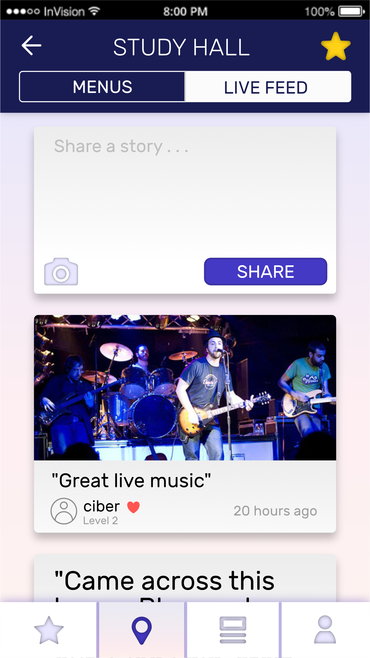 InVision 8:00 PM 100%
STUDY HALL
MENUS LIVE FEED
Share a story . . .
SHARE
"Great live music"
ciber
Level 2
20 hours ago
"Came across this